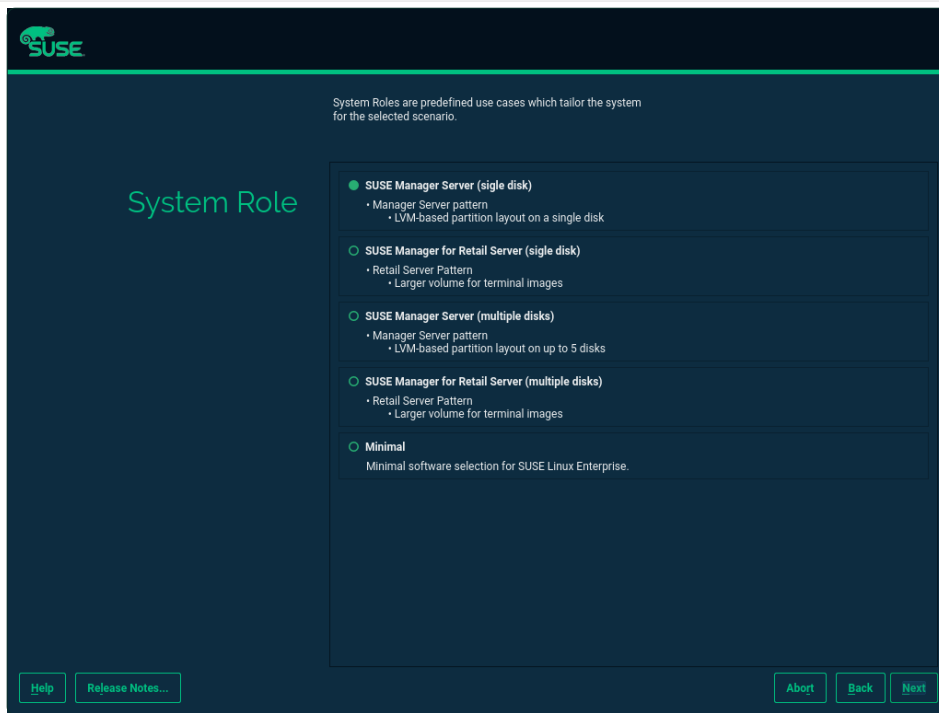 SUSE
System Roles are predefined use cases which tailor the system
for the selected scenario.
System Role
SUSE Manager Server (sigle disk)
• Manager Server pattern
• LVM-based partition layout on a single disk
SUSE Manager for Retail Server (sigle disk)
• Retail Server Pattern
• Larger volume for terminal images
SUSE Manager Server (multiple disks)
• Manager Server pattern
• LVM-based partition layout on up to 5 disks
SUSE Manager for Retail Server (multiple disks)
• Retail Server Pattern
• Larger volume for terminal images
Minimal
Minimal software selection for SUSE Linux Enterprise.
Help Release Notes... Abort Back Next